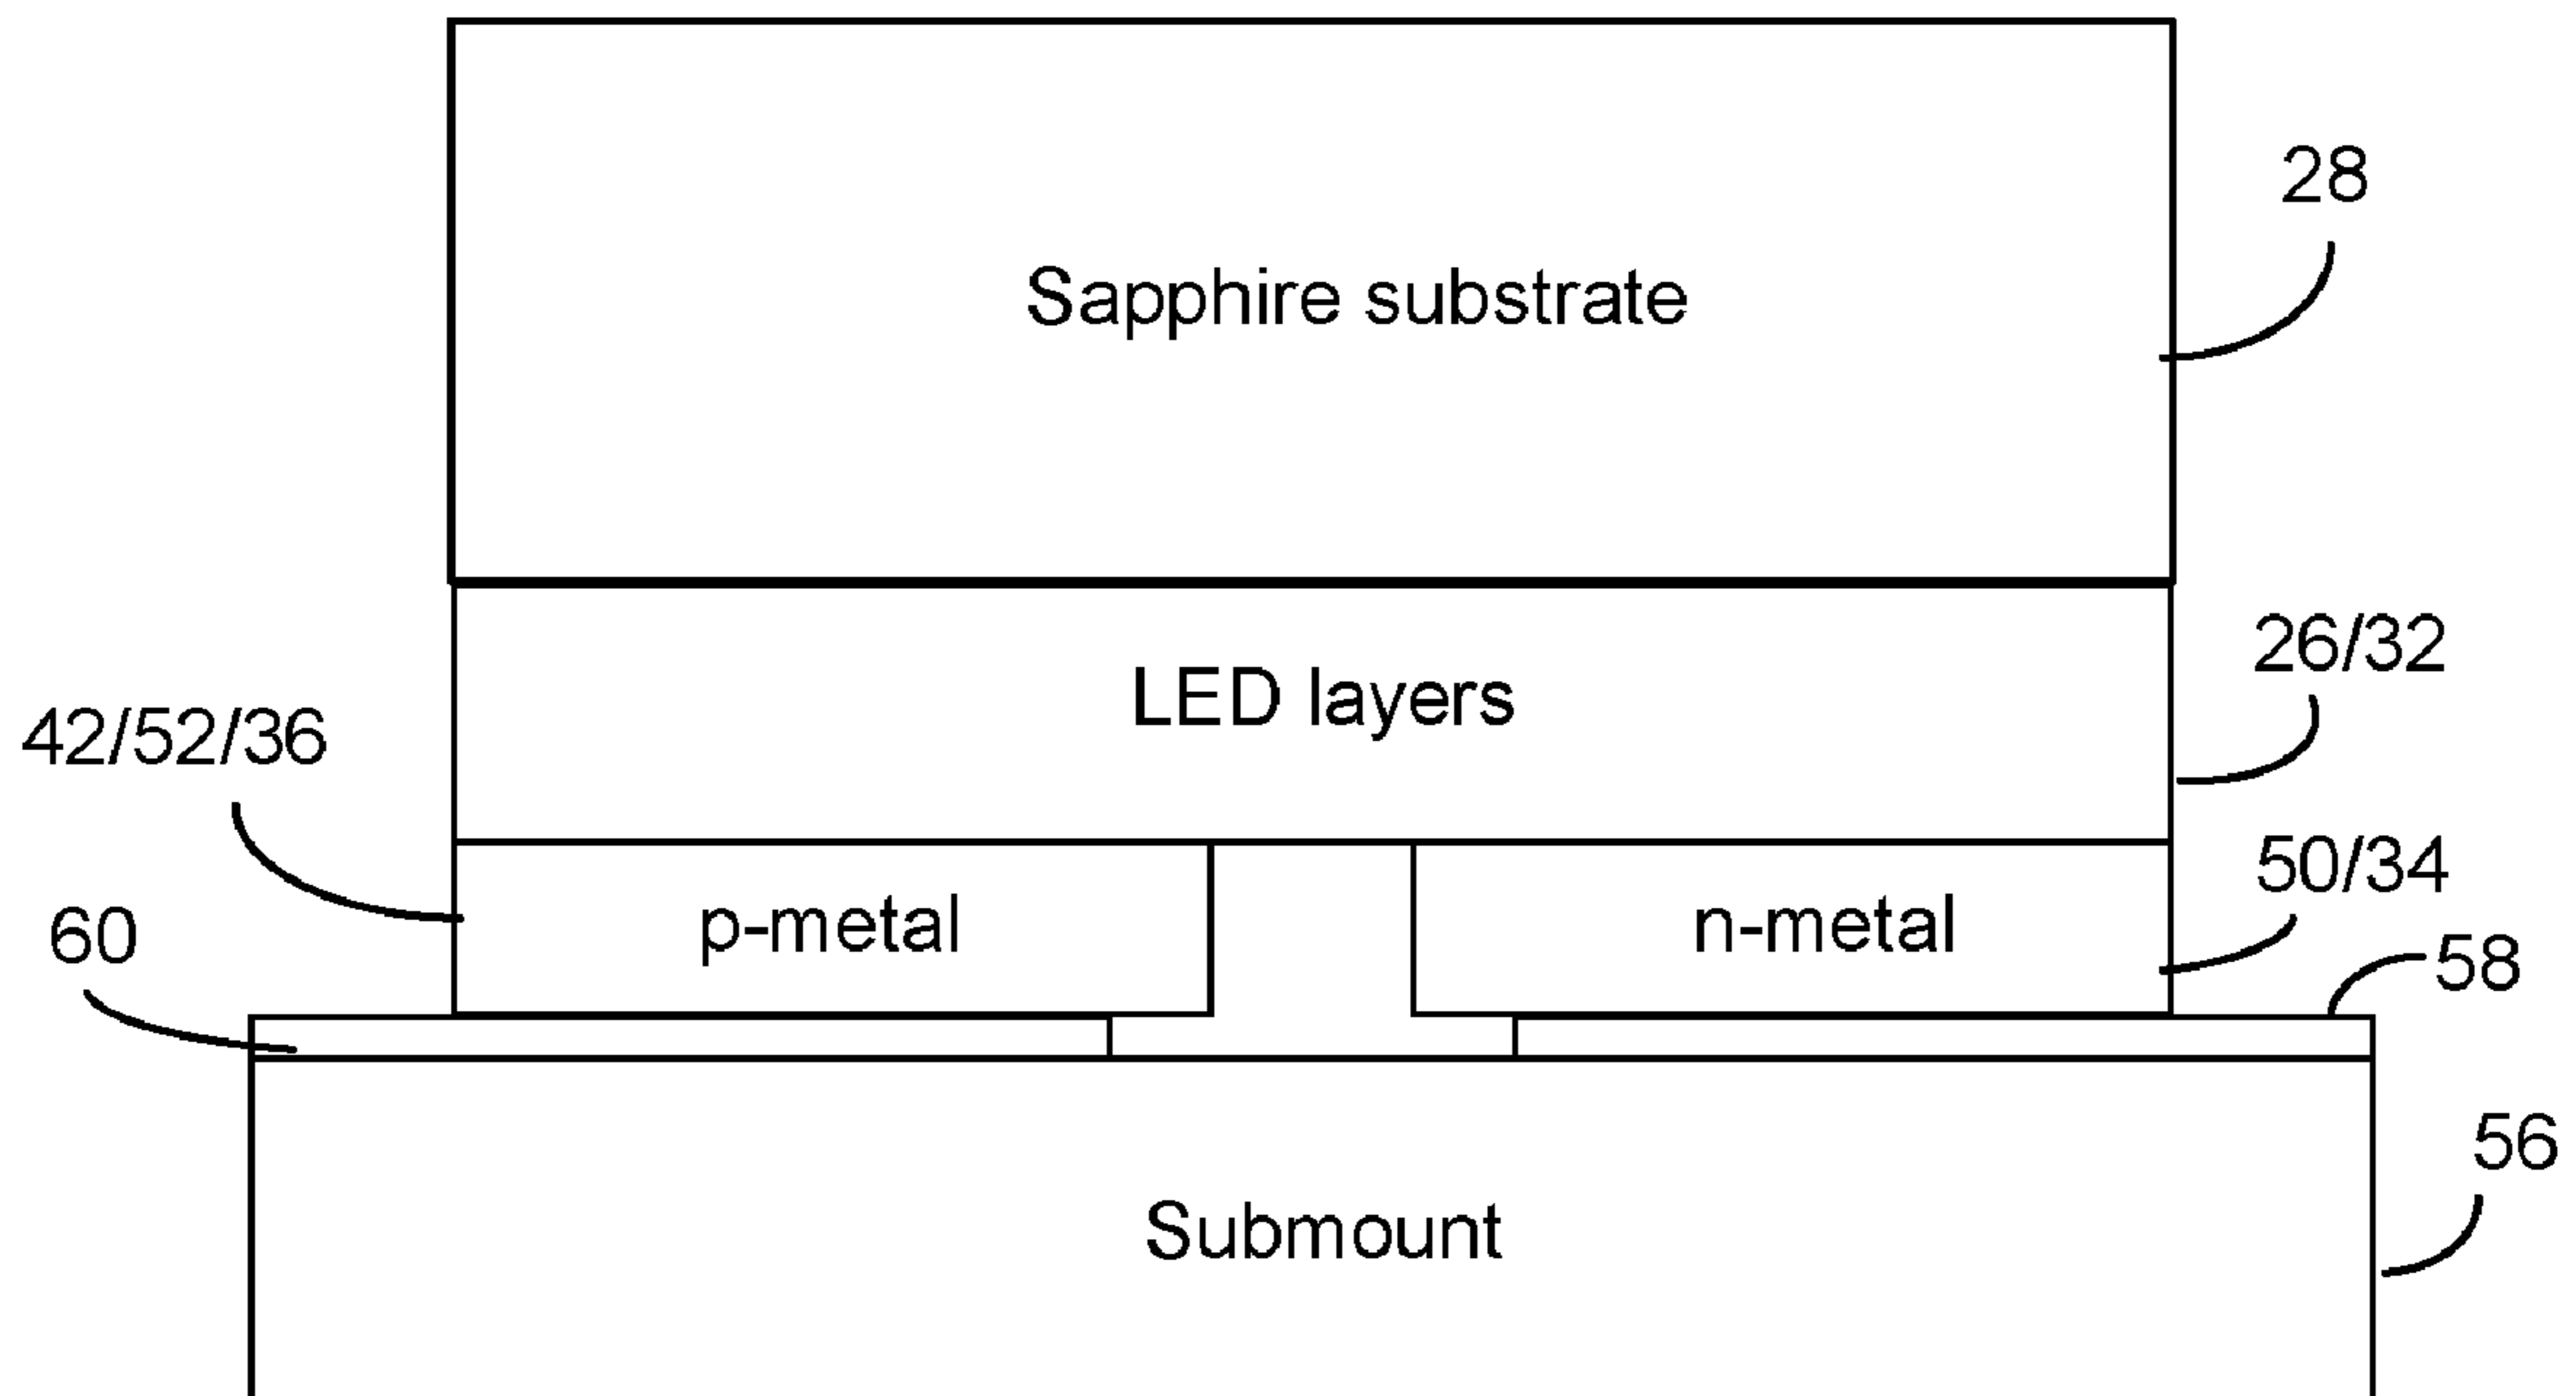 28
Sapphire substrate
26/32
LED layers
42/52/36
50/34
p-metal
n-metal
60
58
56
Submount